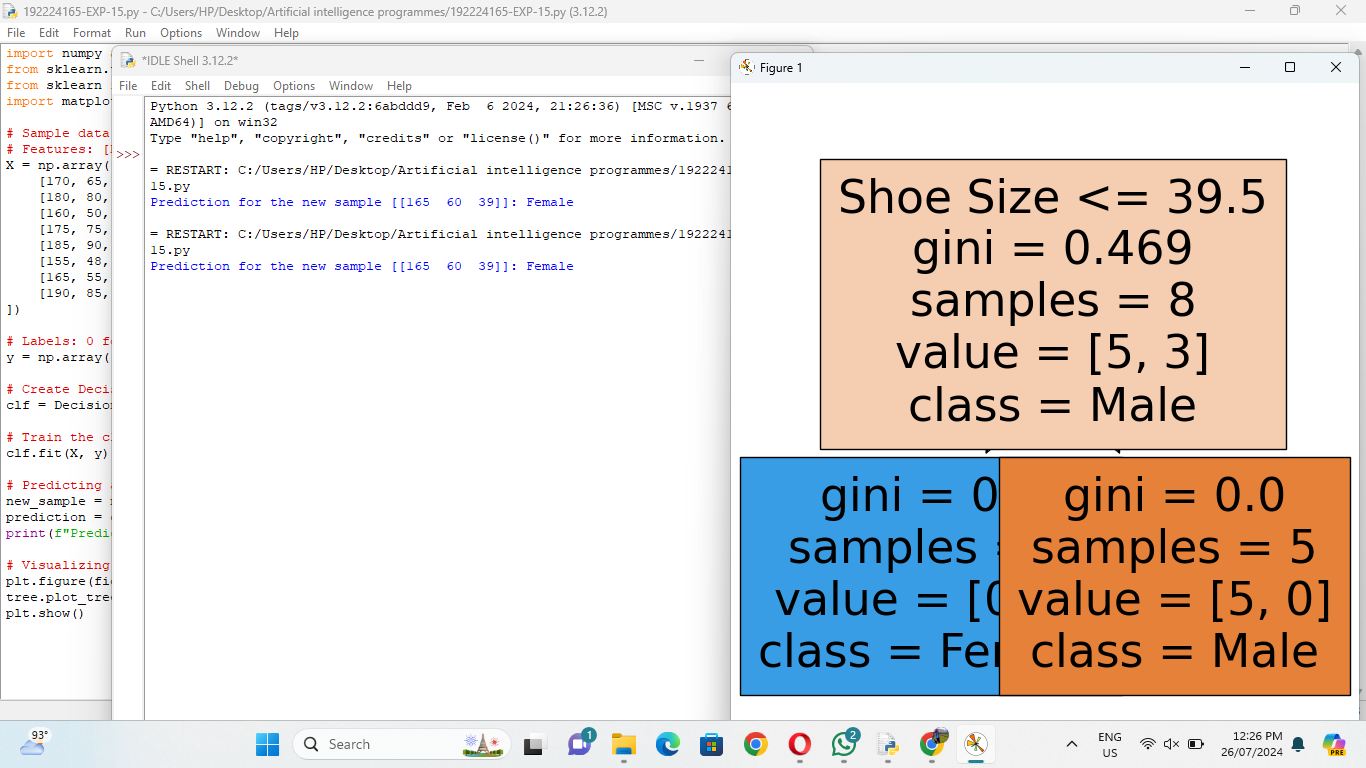 192224165-EXP-15.py - C:/Users/HP/Desktop/Artificial intelligence programmes/192224165-EXP-15.py (3.12.2)
File Edit Format Run Options Window Help
import numpy
from sklearn.
from sklearn
import matplo
# Sample data
# Features: [
X = np.array(
[170, 65,
[180, 80,
[160, 50,
[175, 75,
[185, 90,
[155, 48,
[165, 55,
[190, 85,
])
# Labels: 0 f
y = np.array(
# Create Deci
clf = Decisio
# Train the c
clf.fit(X, y)
# Predicting
new_sample =
prediction =
print(f"Predi
# Visualizing
plt.figure(fi
tree.plot_tre
plt.show()
*IDLE Shell 3.12.2*
File Edit Shell Debug Options Window Help
Python 3.12.2 (tags/v3.12.2:6abddd9, Feb 6 2024, 21:26:36) [MSC v.1937 6
AMD64)] on win32
Type "help", "copyright", "credits" or "license()" for more information.
>>>
= RESTART: C:/Users/HP/Desktop/Artificial intelligence programmes/1922241
15.py
Prediction for the new sample [[165 60 39]]: Female
= RESTART: C:/Users/HP/Desktop/Artificial intelligence programmes/1922241
15.py
Prediction for the new sample [[165 60 39]]: Female
Figure 1
Shoe Size <= 39.5
gini = 0.469
samples = 8
value = [5, 3]
class = Male
gini = 0
samples =
value = [0
class = Fe
gini = 0.0
samples = 5
value = [5, 0]
class = Male
93°
Search
1
2
ENG
US
12:26 PM
26/07/2024
PRE